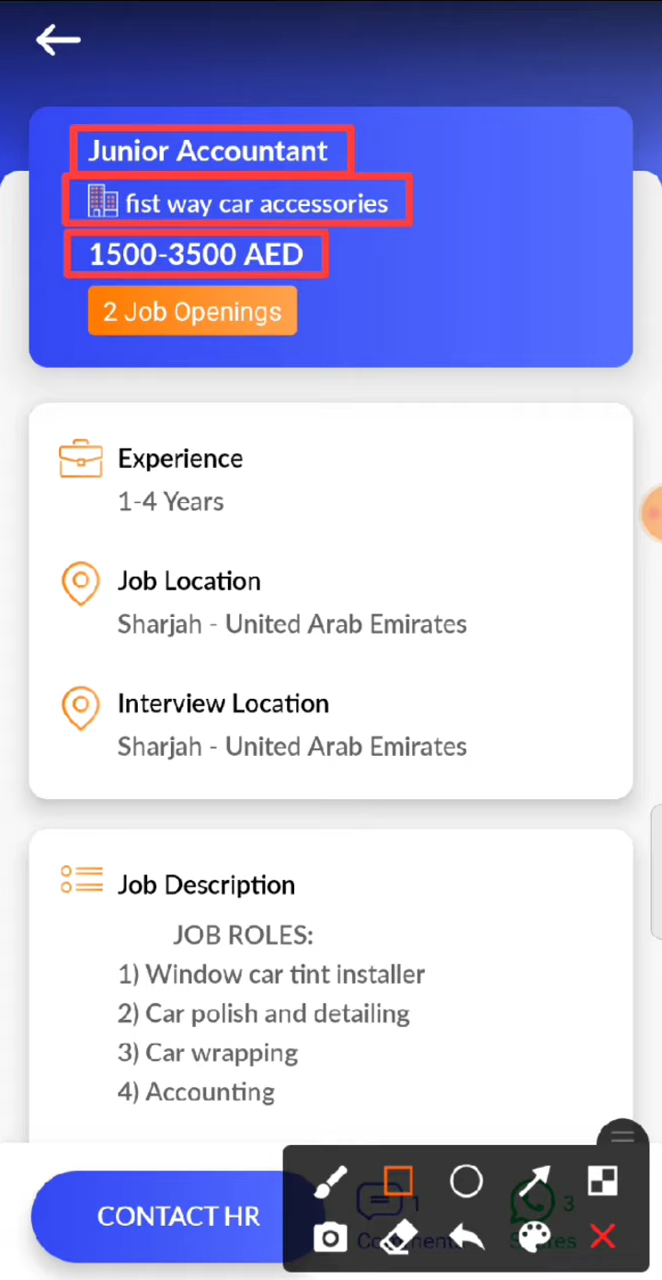 Junior Accountant
fist way car accessories
1500-3500 AED
2 Job Openings
Experience
1-4 Years
Job Location
Sharjah - United Arab Emirates
Interview Location
Sharjah - United Arab Emirates
Job Description
JOB ROLES:
1) Window car tint installer
2) Car polish and detailing
3) Car wrapping
4) Accounting
CONTACT HR
1
3